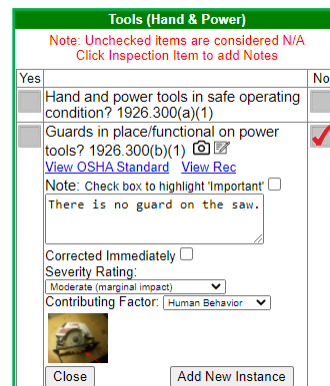 Tools (Hand & Power)
Note: Unchecked items are considered N/A
Click Inspection Item to add Notes
Yes No
Hand and power tools in safe operating
condition? 1926.300(a)(1)
Guards in place/functional on power
tools? 1926.300(b)(1)
View OSHA Standard View Rec
Note: Check box to highlight 'Important'
There is no guard on the saw.
Corrected Immediately
Severity Rating:
Moderate (marginal impact)
Contributing Factor: Human Behavior
Close Add New Instance